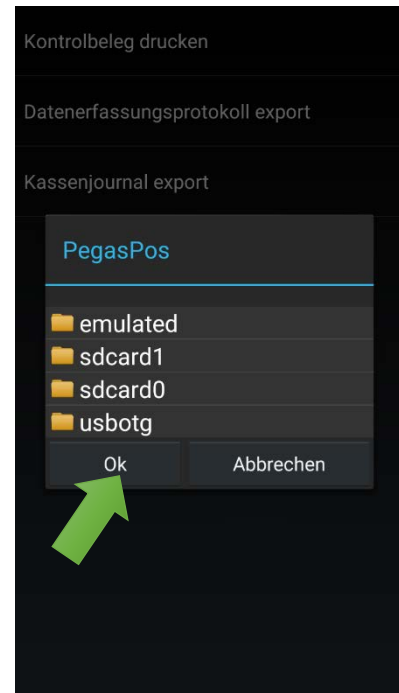 Kontrolbeleg drucken
Datenerfassungsprotokoll export
Kassenjournal export
PegasPos
emulated
sdcard1
sdcard0
usbotg
Ok Abbrechen